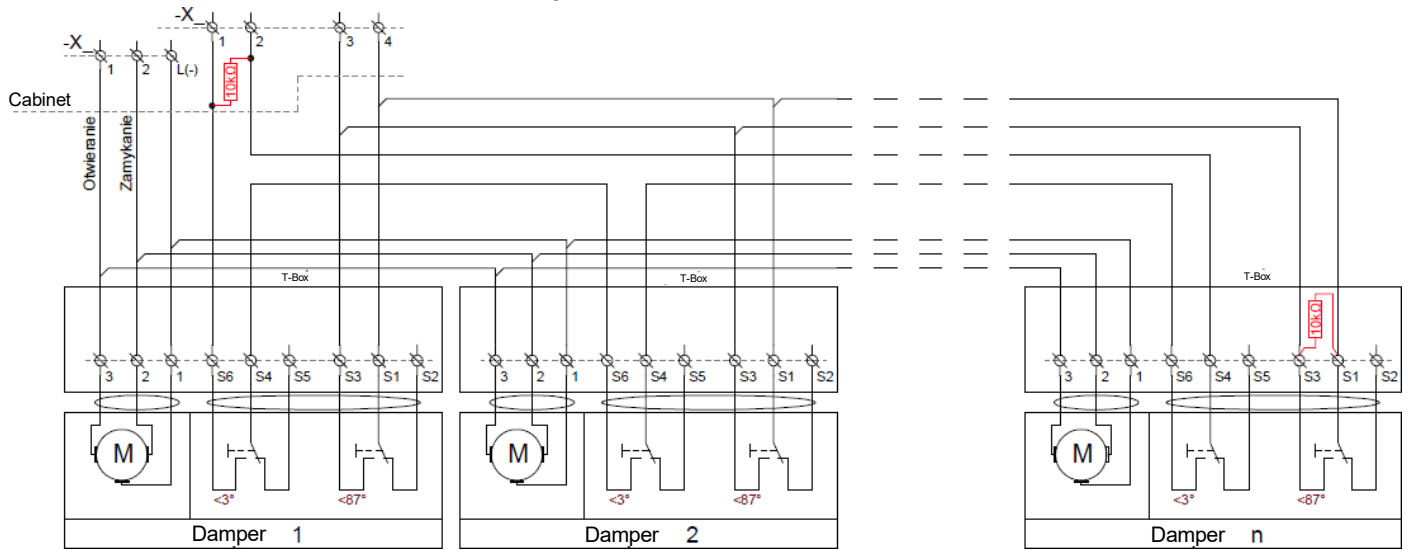 -X_
1 2 3 4
-X_
1 2 L(-)
10kΩ
Cabinet
Otwieranie
Zamykanie
T-Box T-Box T-Box
10kΩ
3 2 1 S6 S4 S5 S3 S1 S2
3 2 1 S6 S4 S5 S3 S1 S2
3 2 1 S6 S4 S5 S3 S1 S2
M <3° <87°
M <3° <87°
M <3° <87°
Damper 1
Damper 2
Damper n